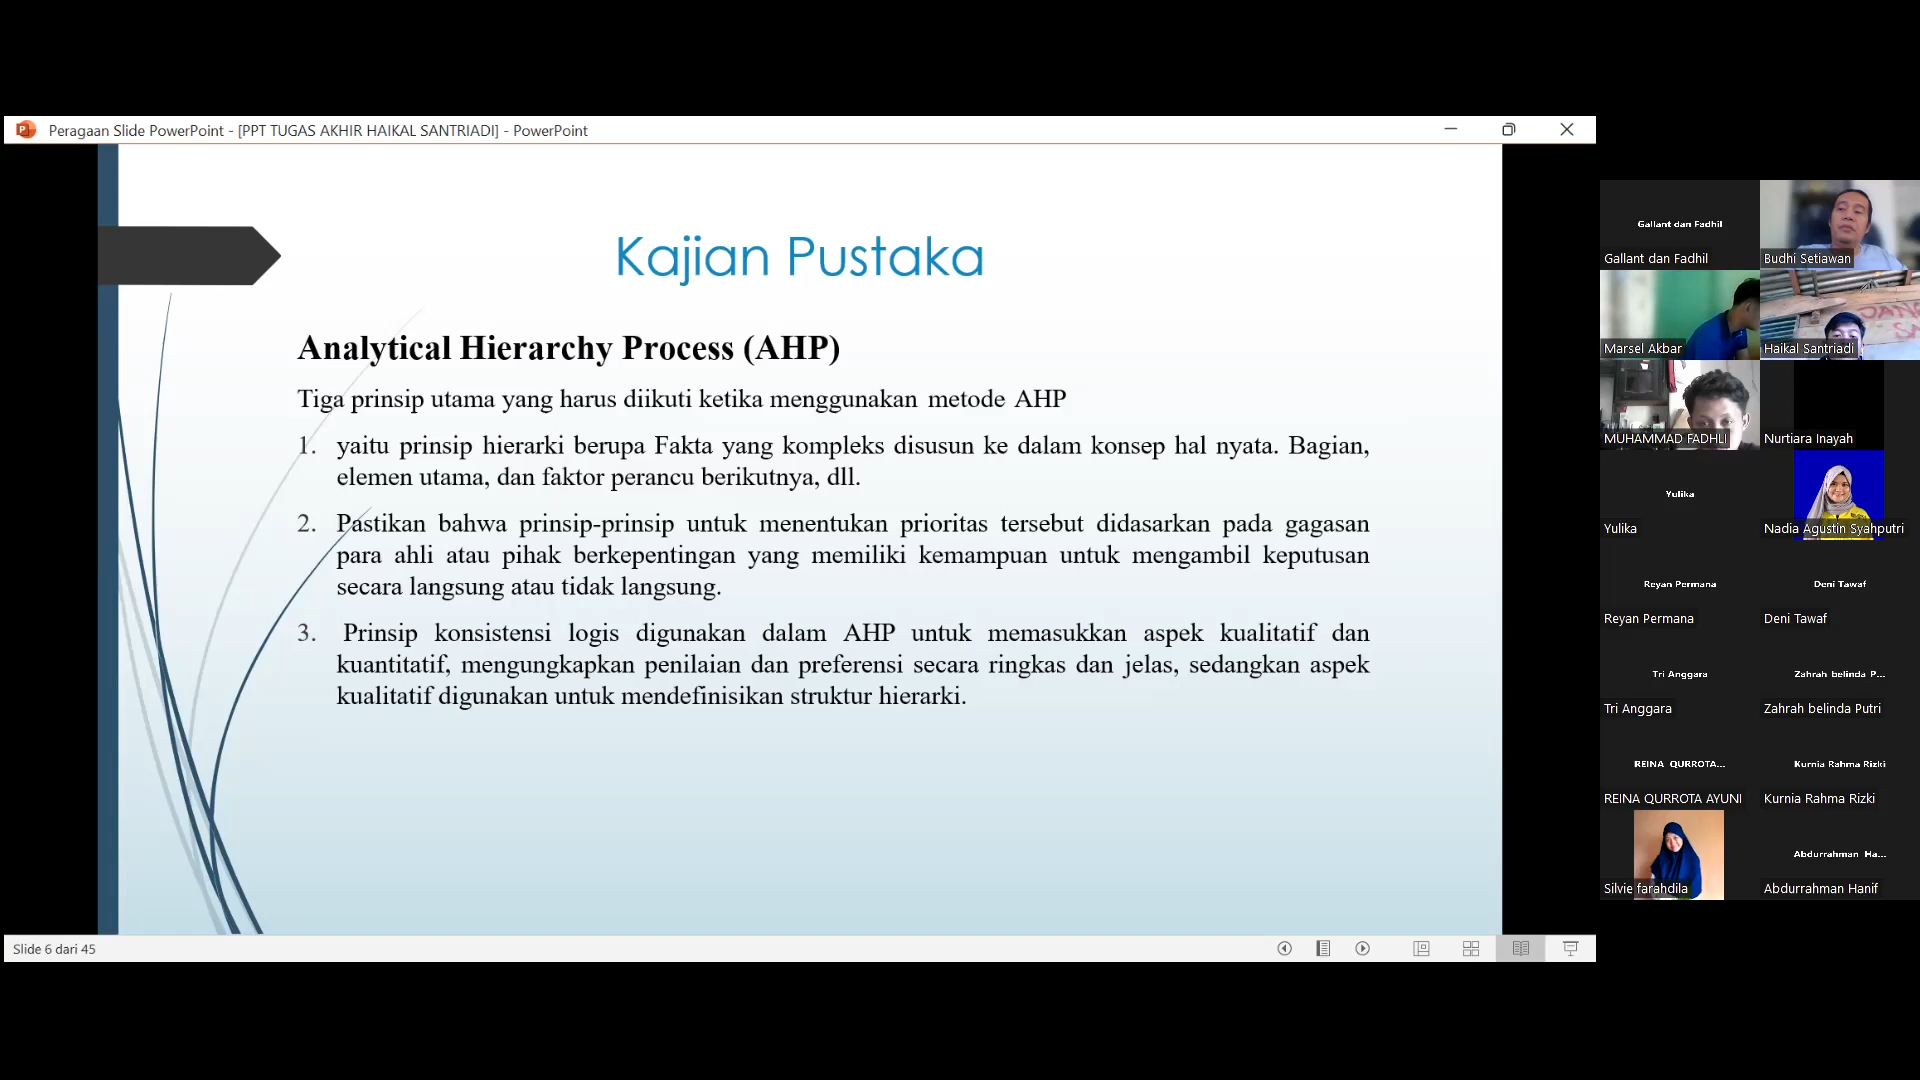 Peragaan Slide PowerPoint - [PPT TUGAS AKHIR HAIKAL SANTRIADI] - PowerPoint
Kajian Pustaka
Analytical Hierarchy Process (AHP)
Tiga prinsip utama yang harus diikuti ketika menggunakan metode AHP
1. yaitu prinsip hierarki berupa Fakta yang kompleks disusun ke dalam konsep hal nyata. Bagian,
elemen utama, dan faktor perancu berikutnya, dll.
2. Pastikan bahwa prinsip-prinsip untuk menentukan prioritas tersebut didasarkan pada gagasan
para ahli atau pihak berkepentingan yang memiliki kemampuan untuk mengambil keputusan
secara langsung atau tidak langsung.
3. Prinsip konsistensi logis digunakan dalam AHP untuk memasukkan aspek kualitatif dan
kuantitatif, mengungkapkan penilaian dan preferensi secara ringkas dan jelas, sedangkan aspek
kualitatif digunakan untuk mendefinisikan struktur hierarki.
Slide 6 dari 45
Gallant dan Fadhil
Gallant dan Fadhil
Budhi Setiawan
Marsel Akbar
Haikal Santriadi
MUHAMMAD FADHLI
Nurtiara Inayah
Yulika
Yulika
Nadia Agustin Syahputri
Reyan Permana
Reyan Permana
Deni Tawaf
Deni Tawaf
Tri Anggara
Tri Anggara
Zahrah belinda P...
Zahrah belinda Putri
REINA QURROTA...
REINA QURROTA AYUNI
Kurnia Rahma Rizki
Kurnia Rahma Rizki
Silvie farahdila
Abdurrahman Ha...
Abdurrahman Hanif